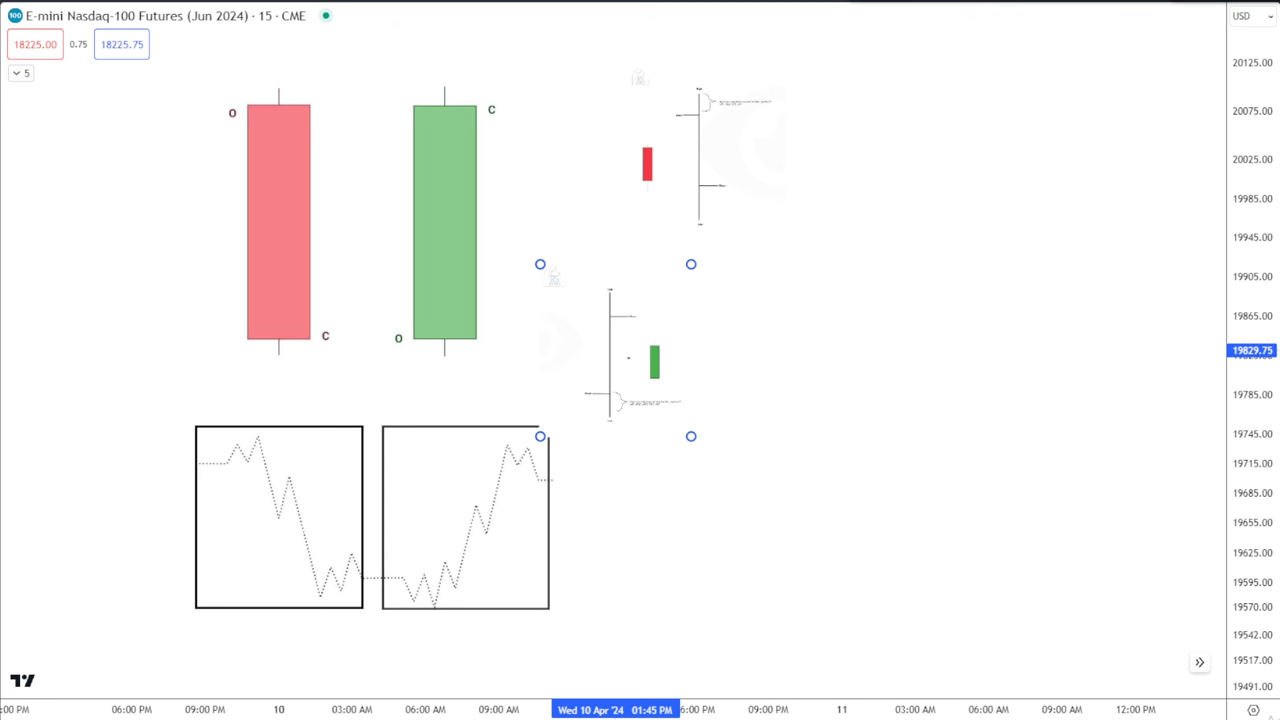 E-mini Nasdaq-100 Futures (Jun 2024) · 15 · CME
USD
18225.00
0.75
18225.75
5
20125.00
20075.00
20025.00
19985.00
19945.00
19905.00
19865.00
19829.75
19785.00
19745.00
19715.00
19685.00
19655.00
19625.00
19595.00
19570.00
19542.00
19517.00
19491.00
O
C
C
O
:00 PM
06:00 PM
09:00 PM
10
03:00 AM
06:00 AM
09:00 AM
Wed 10 Apr '24
01:45 PM
6:00 PM
09:00 PM
11
03:00 AM
06:00 AM
09:00 AM
12:00 PM